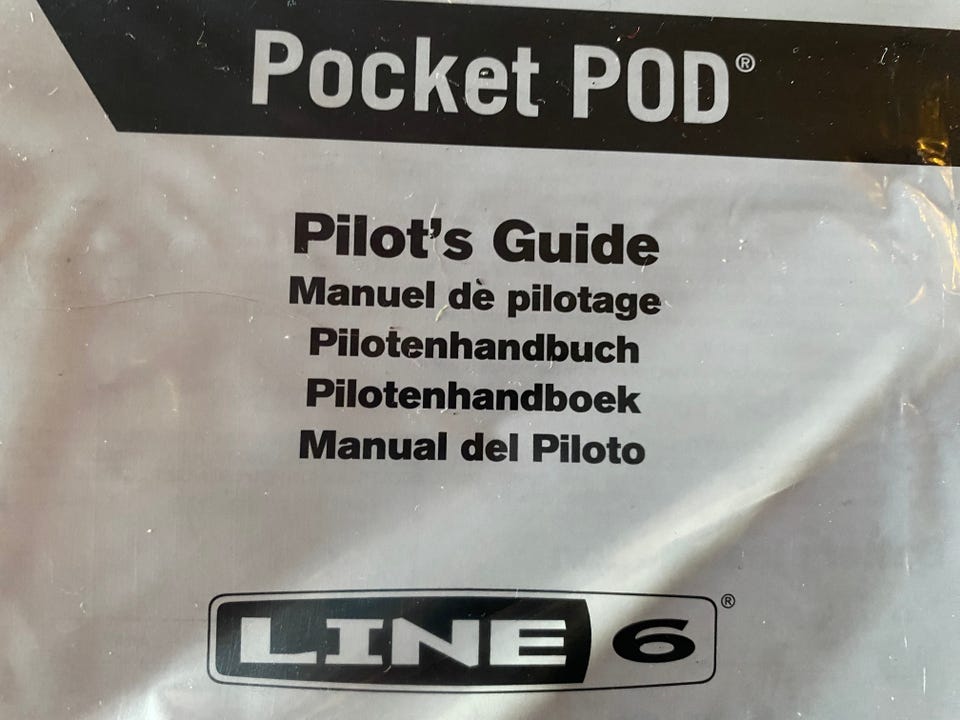 Pocket POD®
Pilot's Guide
Manuel de pilotage
Pilotenhandbuch
Pilotenhandboek
Manual del Piloto
LINE 6®